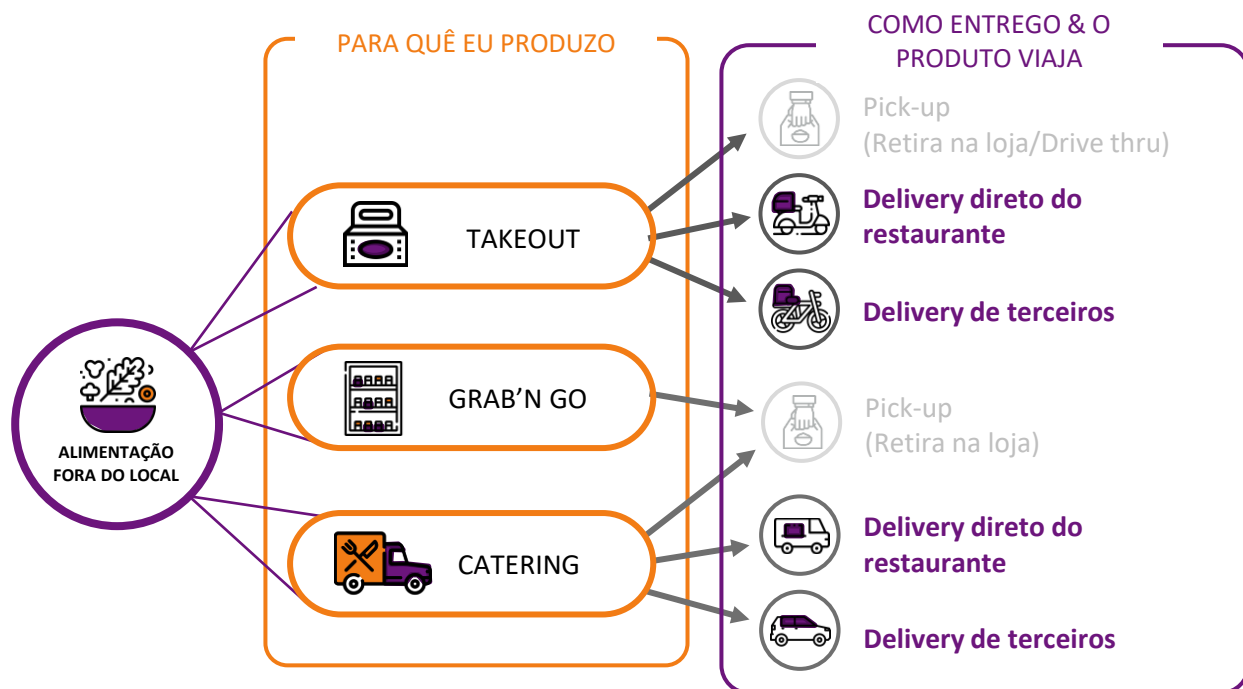 PARA QUÊ EU PRODUZO
COMO ENTREGO & O
PRODUTO VIAJA
Pick-up
(Retira na loja/Drive thru)
Delivery direto do
restaurante
TAKEOUT
Delivery de terceiros
GRAB’N GO
Pick-up
(Retira na loja)
ALIMENTAÇÃO
FORA DO LOCAL
Delivery direto do
restaurante
CATERING
Delivery de terceiros